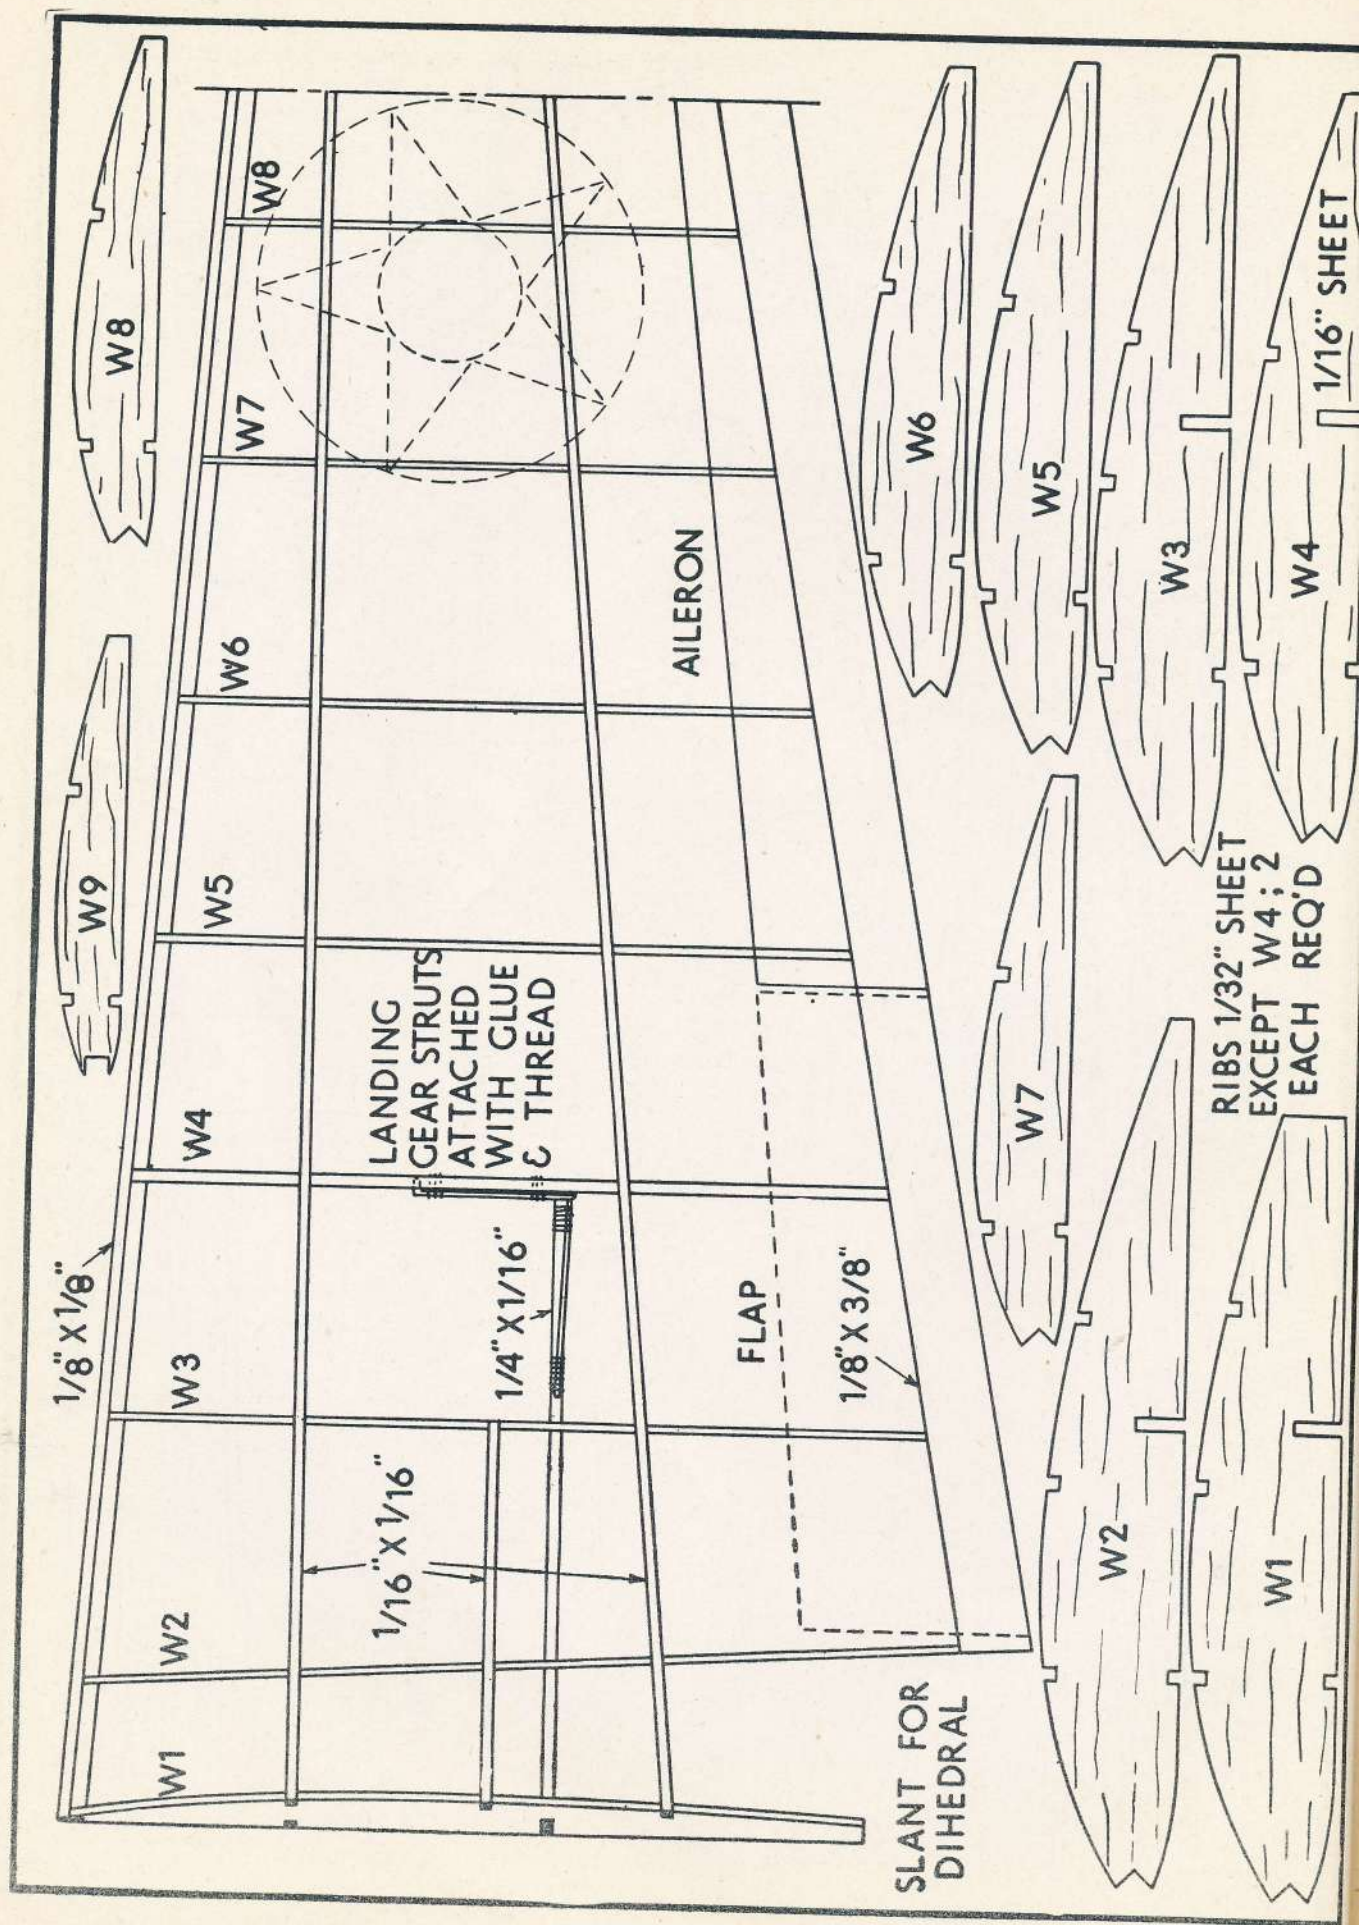 W8
W9
1/8" X 1/8"
W1
W2
W3
W4
W5
W6
W7
W8
1/16" X 1/16"
LANDING
GEAR STRUTS
ATTACHED
WITH GLUE
& THREAD
1/4" X 1/16"
FLAP
AILERON
1/8" X 3/8"
SLANT FOR
DIHEDRAL
W6
W5
W3
W4
1/16" SHEET
W7
W2
W1
RIBS 1/32" SHEET
EXCEPT W4; 2
EACH REQ'D